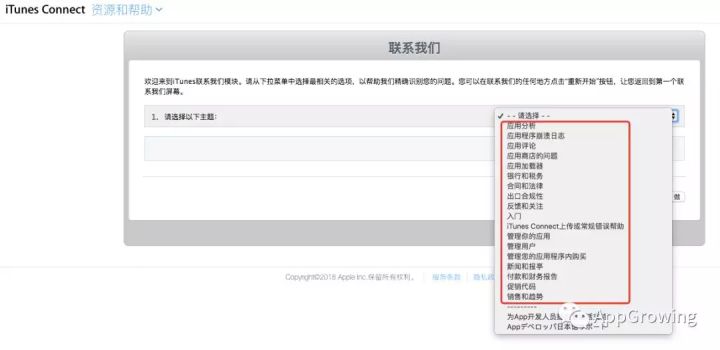 iTunes Connect 资源和帮助
联系我们
欢迎来到iTunes联系我们模块。请从下拉菜单中选择最相关的选项，以帮助我们精确识别您的问题。您可以在联系我们的任何地方点击“重新开始”按钮，让您返回到第一个
联系我们屏幕。
1. 请选择以下主题：
- - 请选择 - -
应用分析
应用程序崩溃日志
应用评论
应用商店的问题
应用加载器
银行和税务
合同和法律
出口合规性
反馈和关注
入门
iTunes Connect上传或常规错误帮助
管理你的应用
管理用户
管理您的应用程序内购买
新闻和报亭
付款和财务报告
促销代码
销售和趋势
---------
为App开发人员
Appデベロッパ日本語サポート
做
Copyright©2018 Apple Inc.保留所有权利。
服务条款
隐私政
AppGrowing